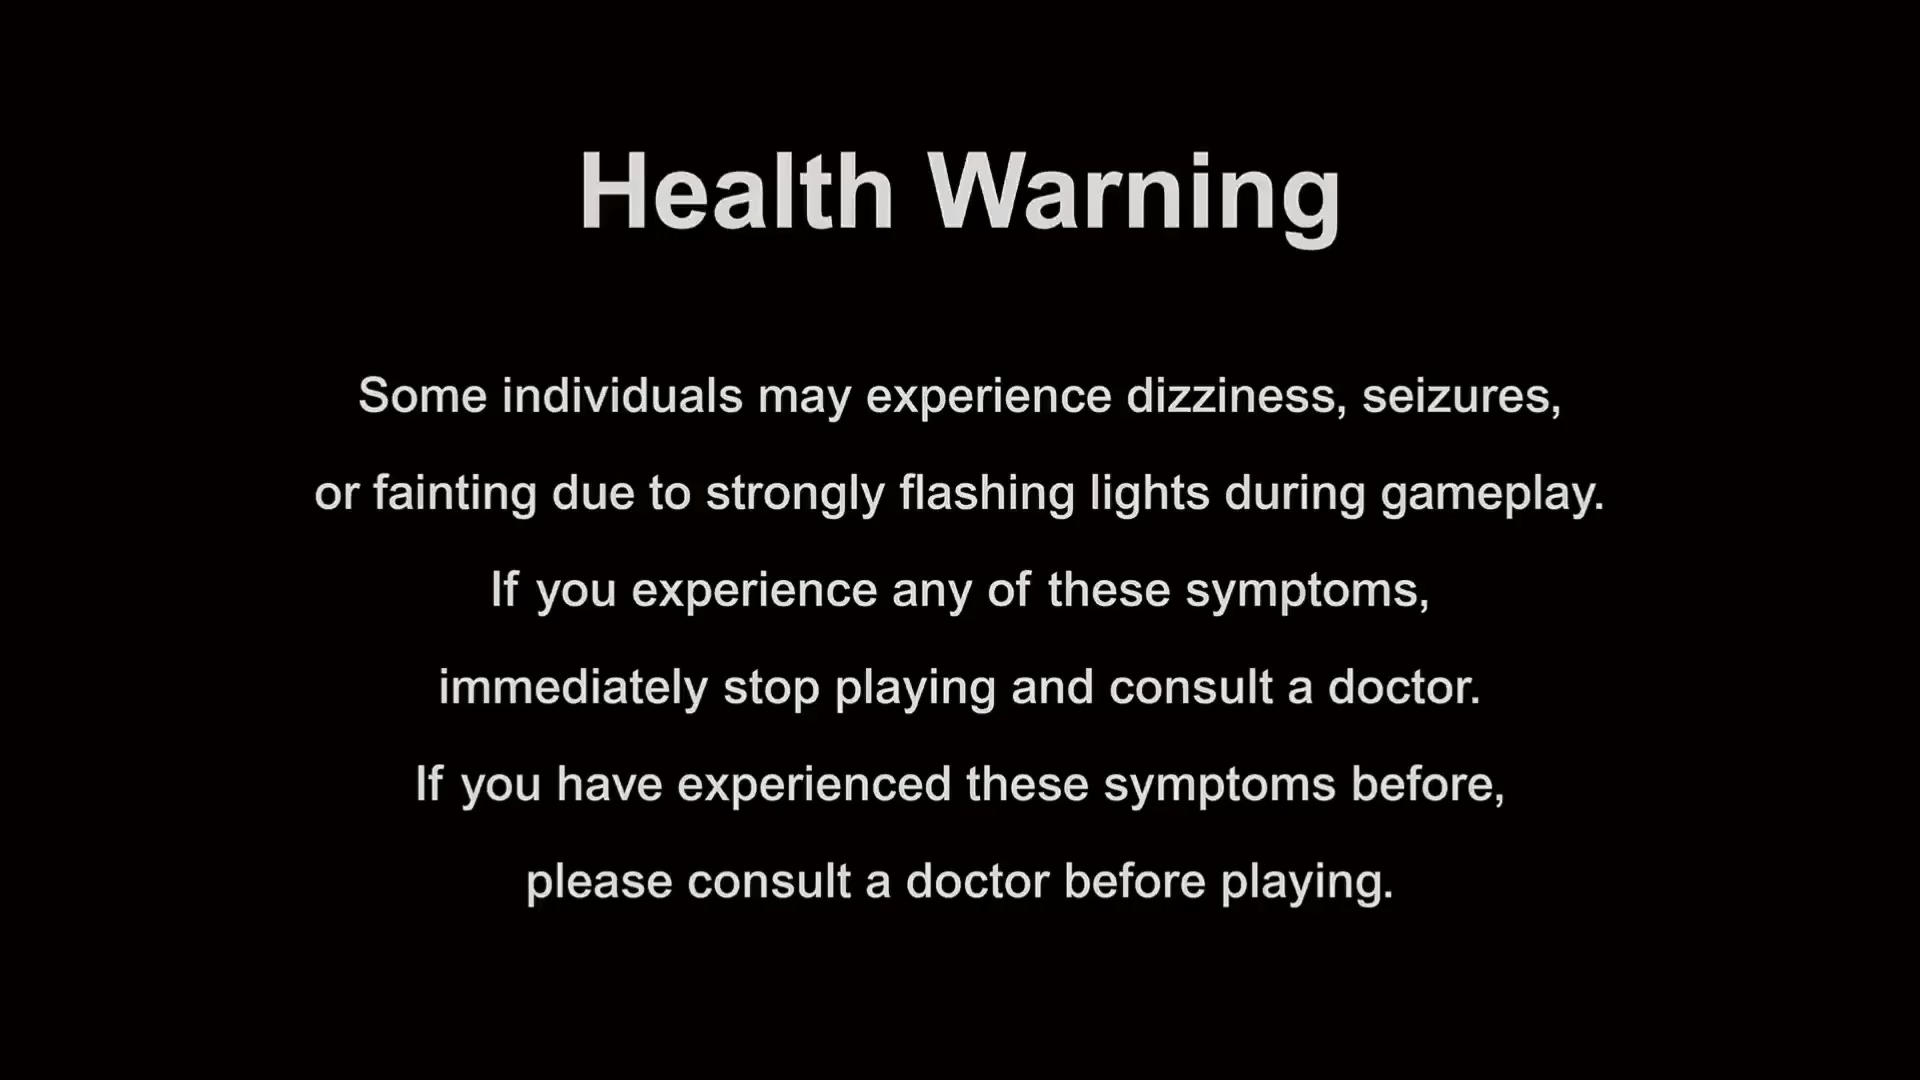 Health Warning
Some individuals may experience dizziness, seizures,
or fainting due to strongly flashing lights during gameplay.
If you experience any of these symptoms,
immediately stop playing and consult a doctor.
If you have experienced these symptoms before,
please consult a doctor before playing.